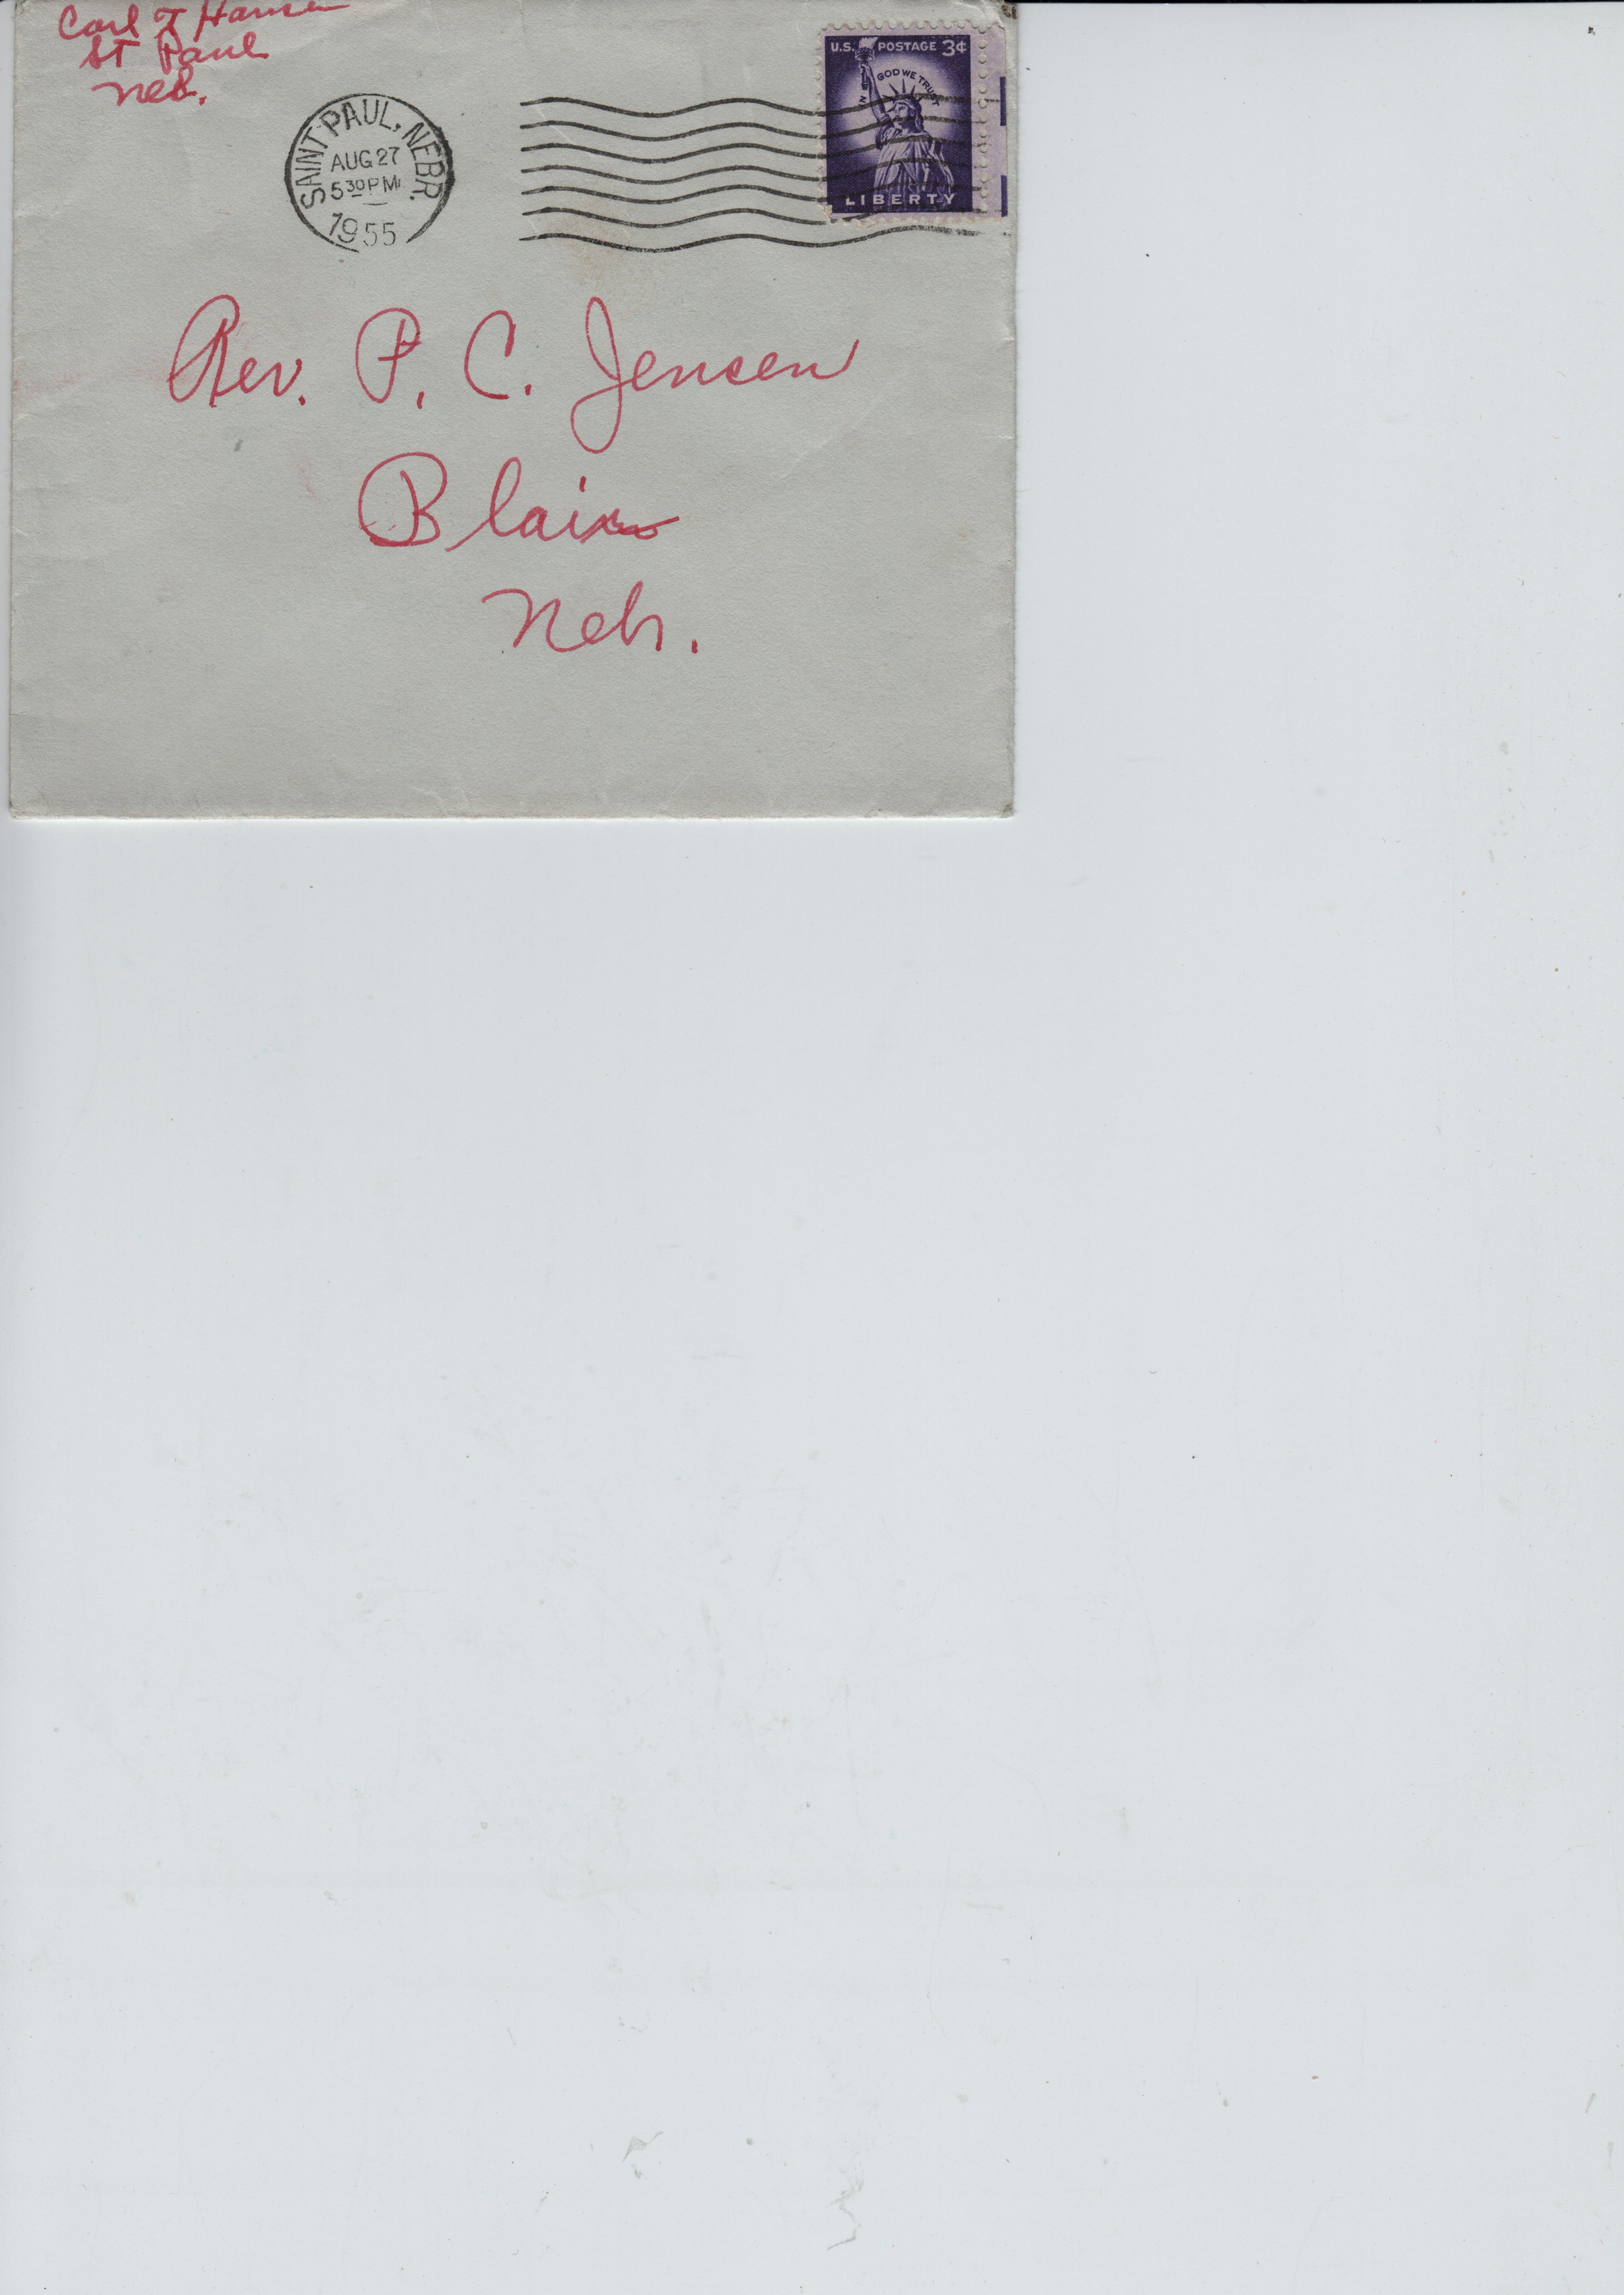 Carl T Hansen
St Paul
Neb.
SAINT PAUL, NEBR.
AUG 27
5 30 PM
1955
U.S. POSTAGE 3¢
IN GOD WE TRUST
LIBERTY
Rev. P. C. Jensen
Blair
Nebr.